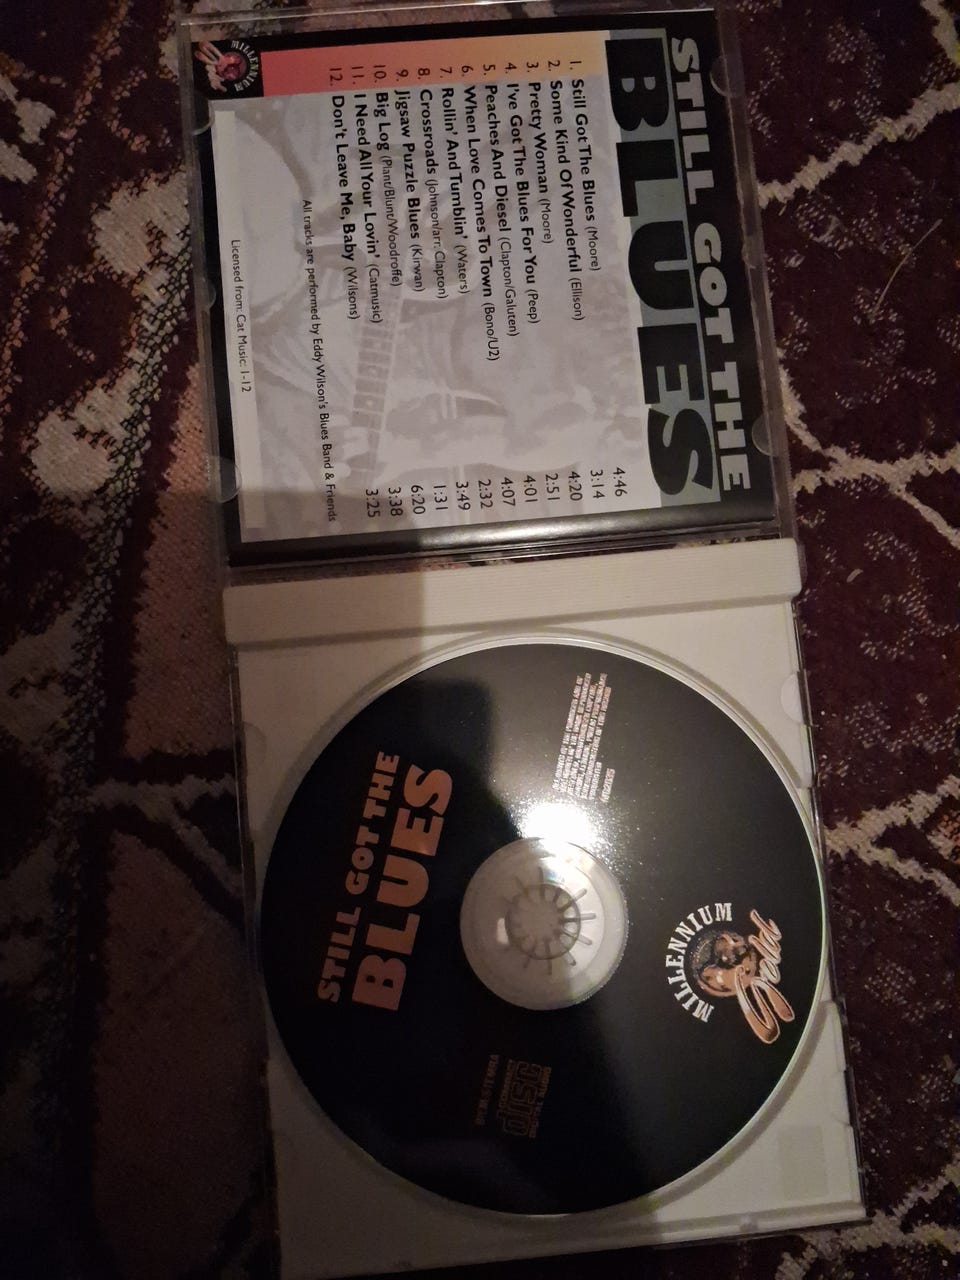 STILL GOT THE
BLUES
1. Still Got The Blues (Moore) 4:46
2. Some Kind Of Wonderful (Ellison) 3:14
3. Pretty Woman (Moore) 4:20
4. I've Got The Blues For You (Peep) 2:51
5. Peaches And Diesel (Clapton/Galuten) 4:01
6. When Love Comes To Town (Bono/U2) 4:07
7. Rollin' And Tumblin' (Waters) 2:32
8. Crossroads (Johnson/arr. Clapton) 3:49
9. Jigsaw Puzzle Blues (Kirwan) 1:31
10. Big Log (Plant/Blunt/Woodroffe) 6:20
11. I Need All Your Lovin' (Catmusic) 3:38
12. Don't Leave Me, Baby (Wilsons) 3:25
All tracks are performed by Eddy Wilson's Blues Band & Friends
Licensed from: Cat Music: 1-12
MILLENNIUM
Gold
MILLENNIUM
Gold
STILL GOT THE
BLUES
disc